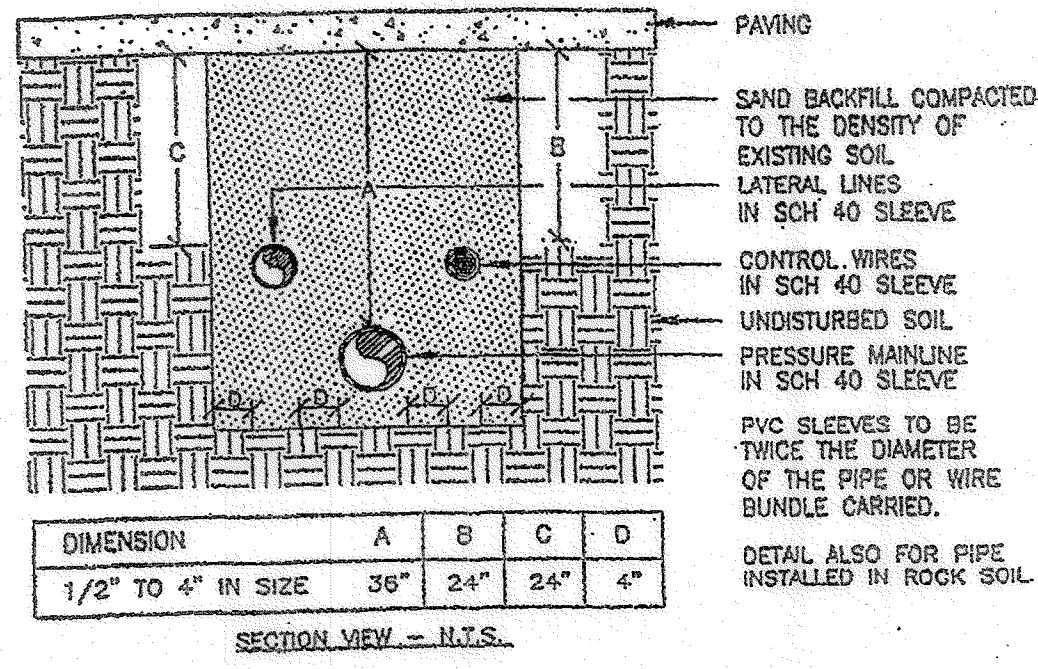 PAVING
SAND BACKFILL COMPACTED
TO THE DENSITY OF
EXISTING SOIL
LATERAL LINES
IN SCH 40 SLEEVE
CONTROL WIRES
IN SCH 40 SLEEVE
UNDISTURBED SOIL
PRESSURE MAINLINE
IN SCH 40 SLEEVE
PVC SLEEVES TO BE
TWICE THE DIAMETER
OF THE PIPE OR WIRE
BUNDLE CARRIED.
DETAIL ALSO FOR PIPE
INSTALLED IN ROCK SOIL.
C
A
B
D D D D
DIMENSION A B C D
1/2" TO 4" IN SIZE 36" 24" 24" 4"
SECTION VIEW - N.T.S.